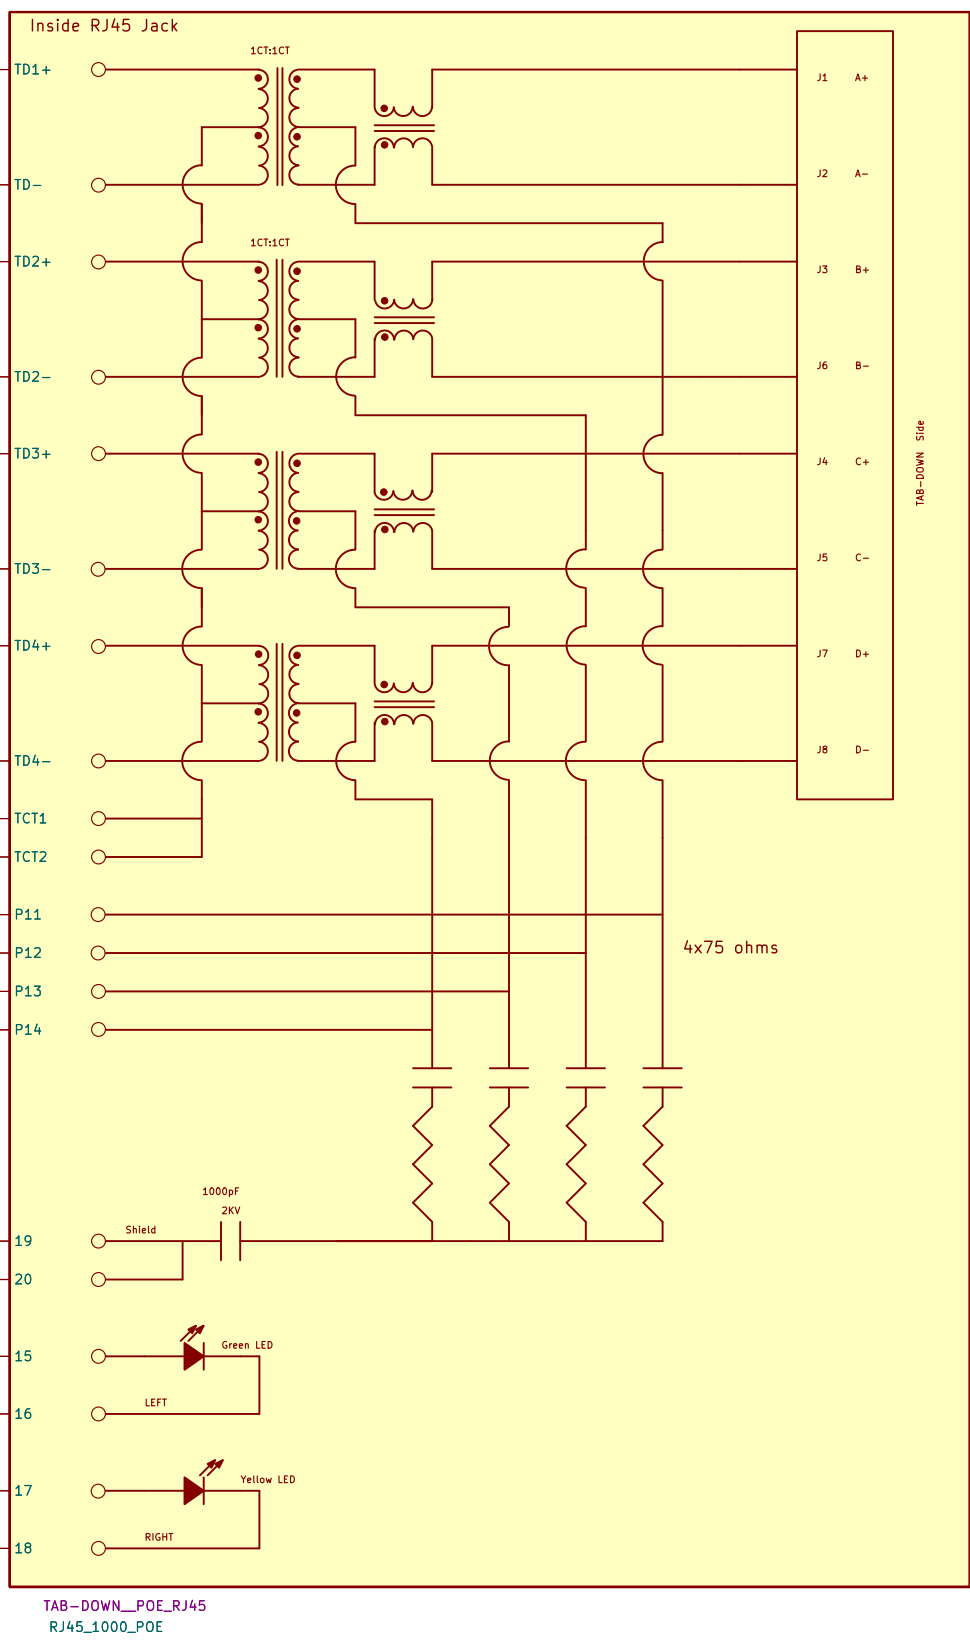 Inside RJ45 Jack
1CT:1CT
TD1+
J1 A+
J2 A-
TD-
1CT:1CT
TD2+
J3 B+
J6 B-
TD2-
TAB-DOWN Side
TD3+
J4 C+
J5 C-
TD3-
TD4+
J7 D+
J8 D-
TD4-
TCT1
TCT2
P11
P12
4x75 ohms
P13
P14
1000pF
2KV
Shield
19
20
Green LED
15
LEFT
16
Yellow LED
17
RIGHT
18
TAB-DOWN__POE_RJ45
RJ45_1000_POE